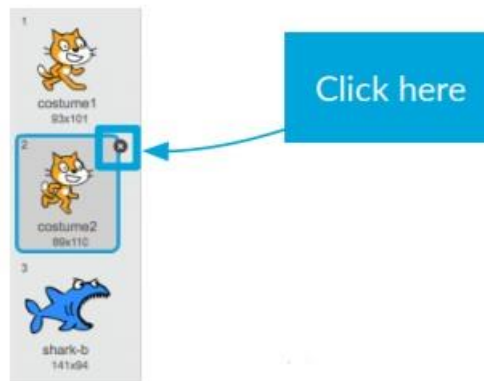 1
costume1
93x101
Click here
2
costume2
89x110
3
shark-b
141x94